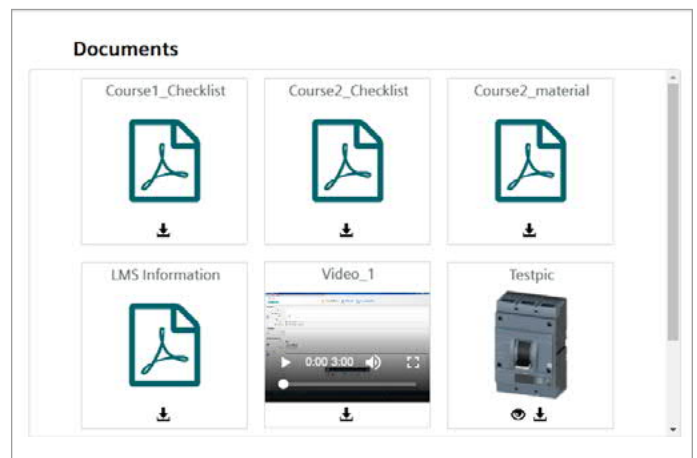 Documents
Course1_Checklist
Course2_Checklist
Course2_material
LMS Information
Video_1
Testpic
0:00 3:00